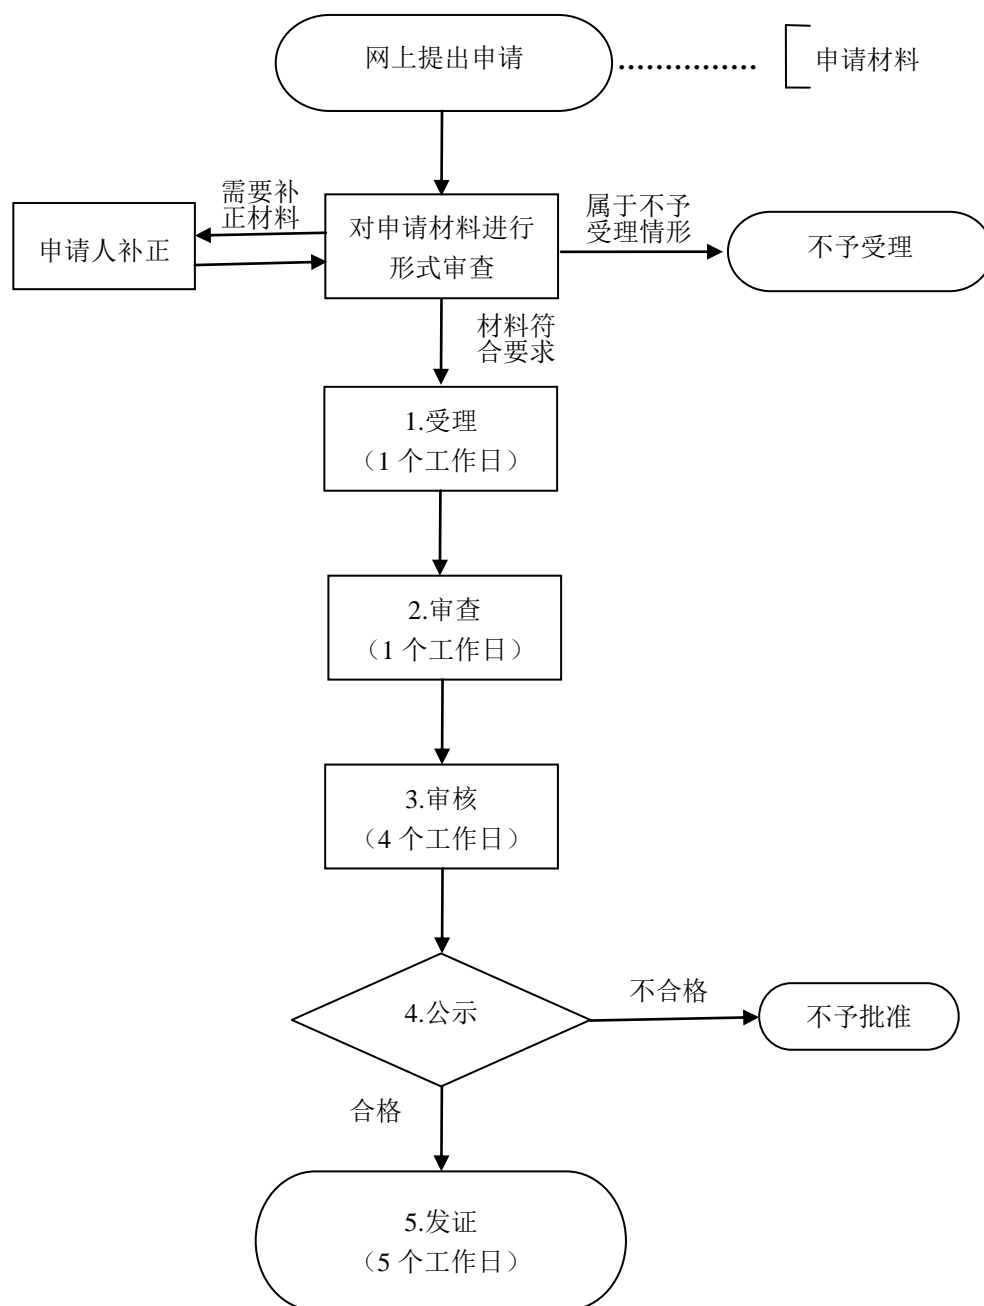 网上提出申请
申请材料
需要补
正材料
属于不予
受理情形
申请人补正
对申请材料进行
形式审查
不予受理
材料符
合要求
1.受理
（1 个工作日）
2.审查
（1 个工作日）
3.审核
（4 个工作日）
4.公示
不合格
不予批准
合格
5.发证
（5 个工作日）